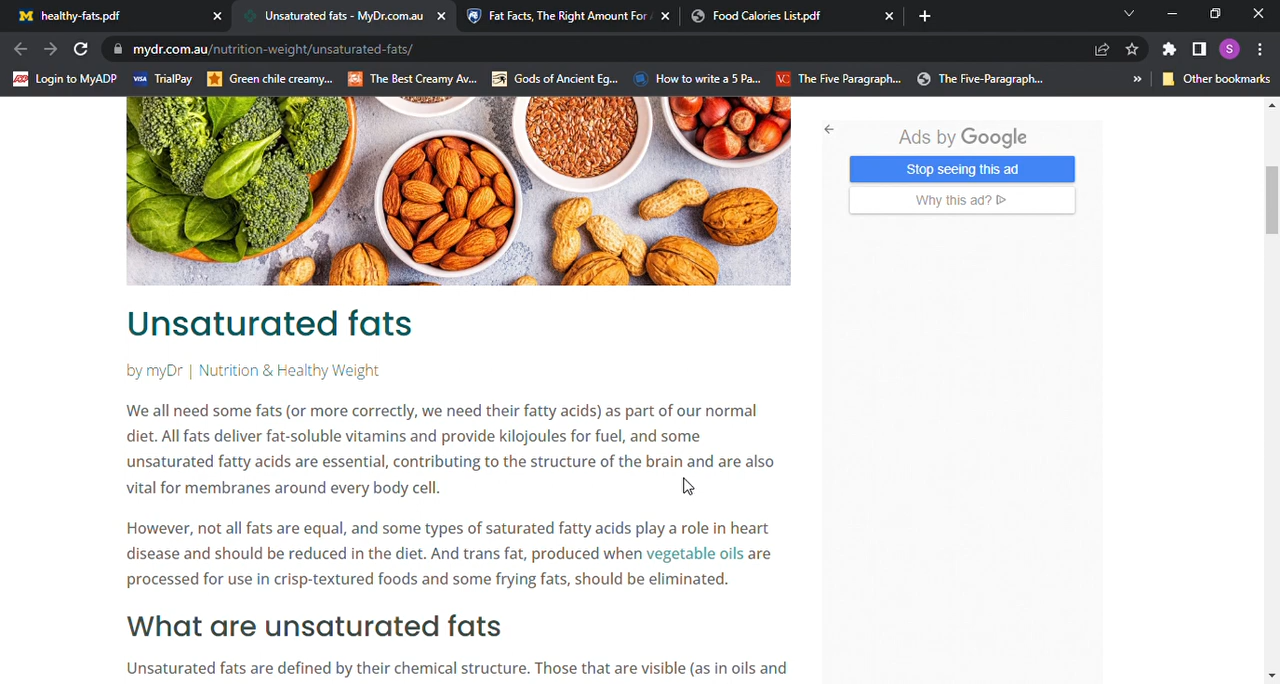 healthy-fats.pdf
Unsaturated fats - MyDr.com.au
Fat Facts, The Right Amount For
Food Calories List.pdf
mydr.com.au/nutrition-weight/unsaturated-fats/
S
ADP Login to MyADP
VISA TrialPay
Green chile creamy...
The Best Creamy Av...
Gods of Ancient Eg...
How to write a 5 Pa...
VC The Five Paragraph...
The Five-Paragraph...
»
Other bookmarks
Ads by Google
Stop seeing this ad
Why this ad?
Unsaturated fats
by myDr | Nutrition & Healthy Weight
We all need some fats (or more correctly, we need their fatty acids) as part of our normal
diet. All fats deliver fat-soluble vitamins and provide kilojoules for fuel, and some
unsaturated fatty acids are essential, contributing to the structure of the brain and are also
vital for membranes around every body cell.
However, not all fats are equal, and some types of saturated fatty acids play a role in heart
disease and should be reduced in the diet. And trans fat, produced when vegetable oils are
processed for use in crisp-textured foods and some frying fats, should be eliminated.
What are unsaturated fats
Unsaturated fats are defined by their chemical structure. Those that are visible (as in oils and